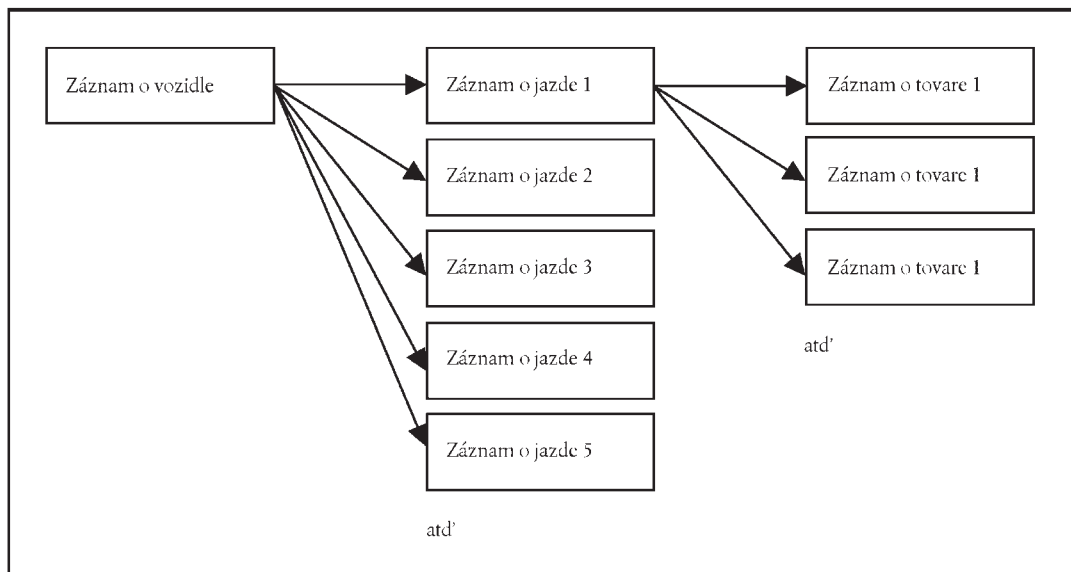 Záznam o vozidle
Záznam o jazde 1
Záznam o jazde 2
Záznam o jazde 3
Záznam o jazde 4
Záznam o jazde 5
atď
Záznam o tovare 1
Záznam o tovare 1
Záznam o tovare 1
atď